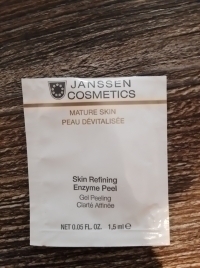 JANSSEN
COSMETICS
MATURE SKIN
PEAU DÉVITALISÉE
Skin Refining
Enzyme Peel
Gel Peeling
Clarté Affinée
NET 0.05 FL. OZ. 1,5 ml ℮